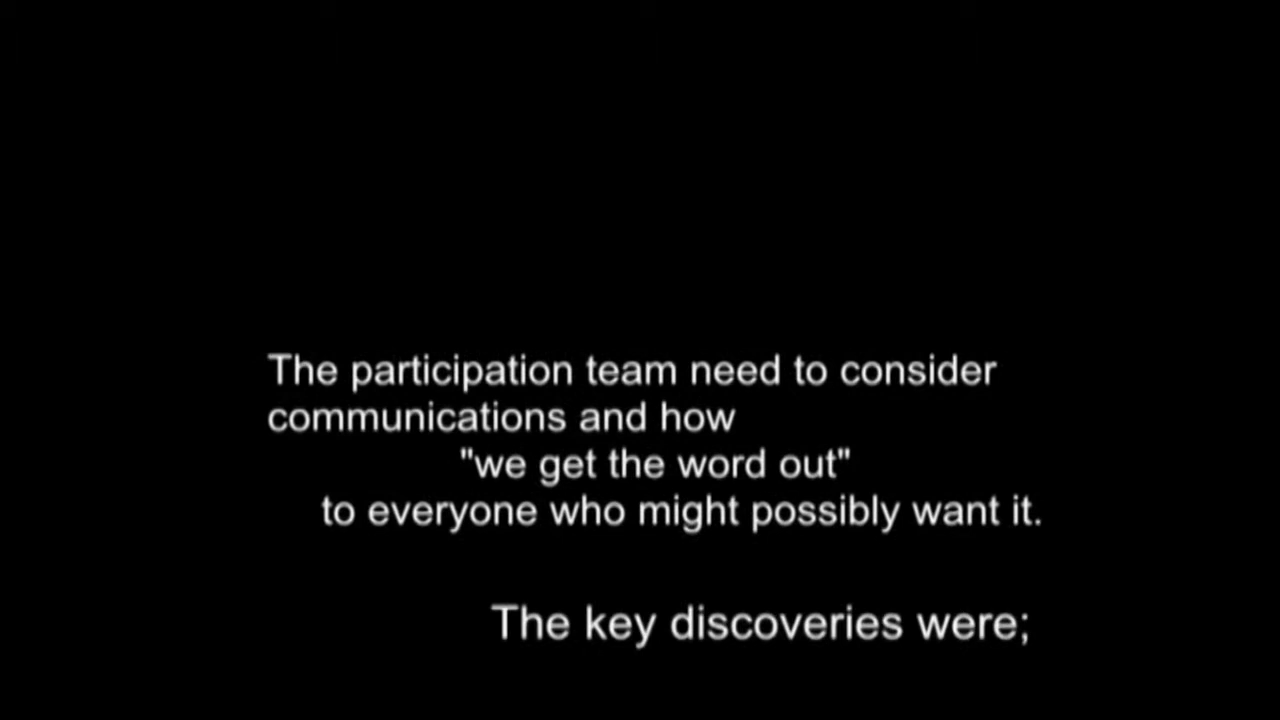 The participation team need to consider
communications and how
"we get the word out"
to everyone who might possibly want it.
The key discoveries were;